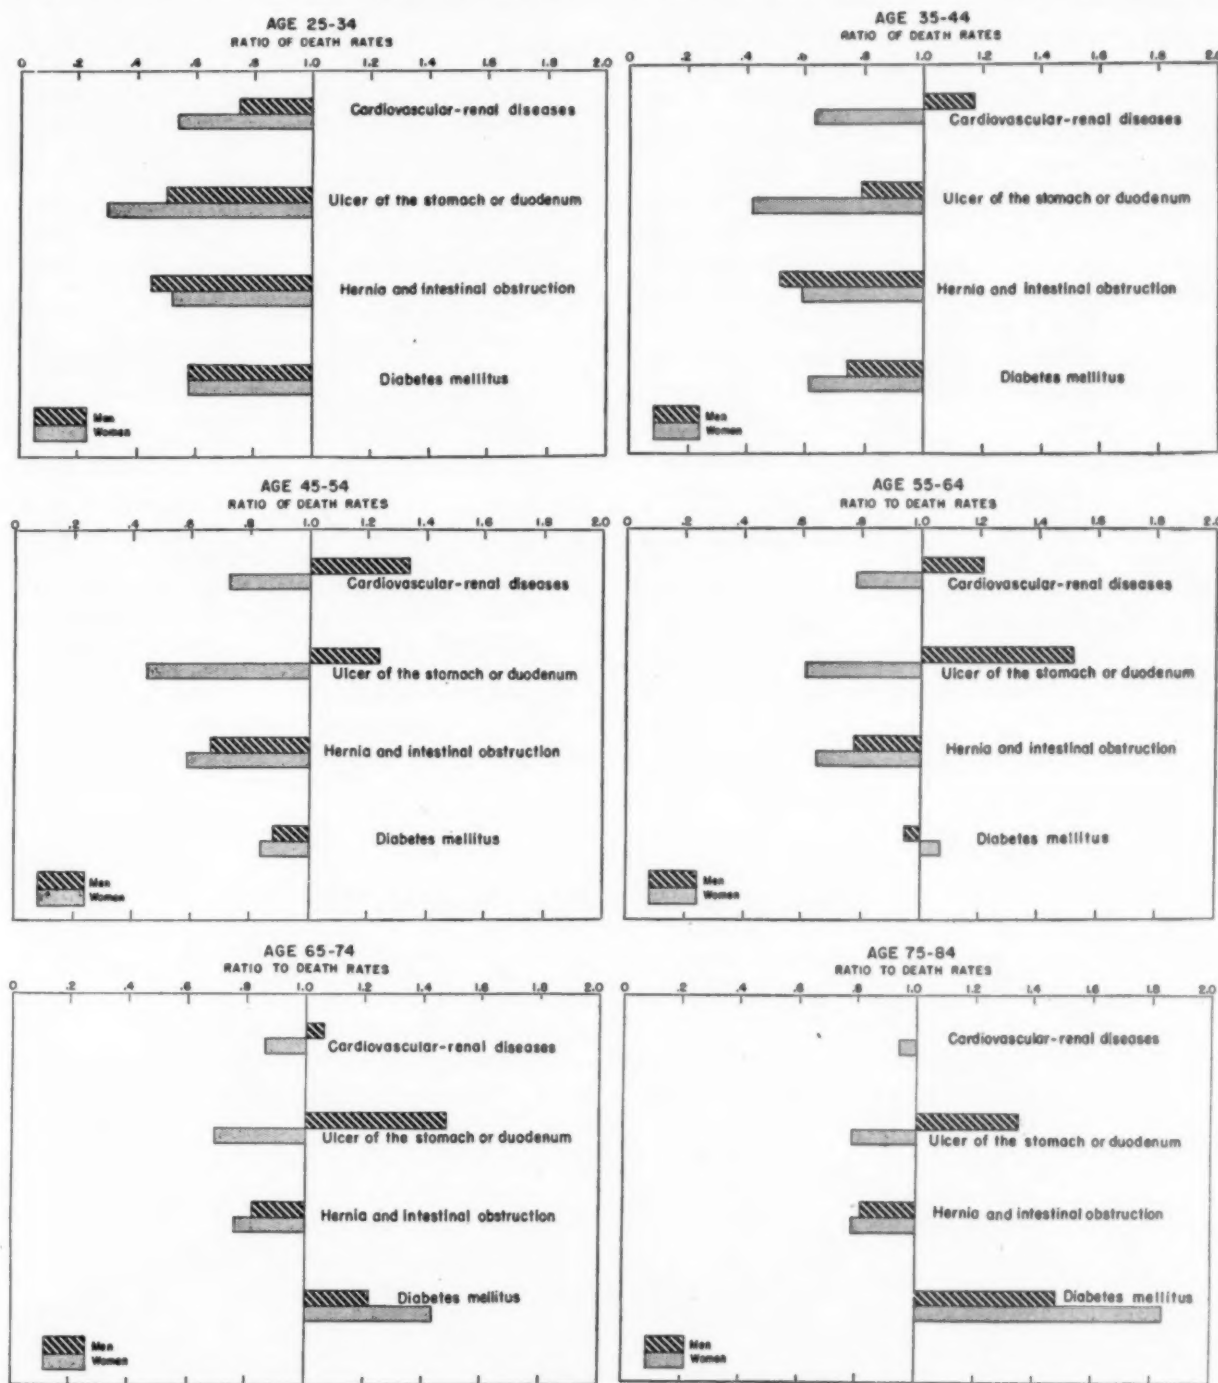 AGE 25-34
RATIO OF DEATH RATES
0 .2 .4 .6 .8 1.0 1.2 1.4 1.6 1.8 2.0
Cardiovascular-renal diseases
Ulcer of the stomach or duodenum
Hernia and intestinal obstruction
Diabetes mellitus
Men
Women
AGE 35-44
RATIO OF DEATH RATES
0 .2 .4 .6 .8 1.0 1.2 1.4 1.6 1.8 2.0
Cardiovascular-renal diseases
Ulcer of the stomach or duodenum
Hernia and intestinal obstruction
Diabetes mellitus
Men
Women
AGE 45-54
RATIO OF DEATH RATES
0 .2 .4 .6 .8 1.0 1.2 1.4 1.6 1.8 2.0
Cardiovascular-renal diseases
Ulcer of the stomach or duodenum
Hernia and intestinal obstruction
Diabetes mellitus
Men
Women
AGE 55-64
RATIO TO DEATH RATES
0 .2 .4 .6 .8 1.0 1.2 1.4 1.6 1.8 2.0
Cardiovascular-renal diseases
Ulcer of the stomach or duodenum
Hernia and intestinal obstruction
Diabetes mellitus
Men
Women
AGE 65-74
RATIO TO DEATH RATES
0 .2 .4 .6 .8 1.0 1.2 1.4 1.6 1.8 2.0
Cardiovascular-renal diseases
Ulcer of the stomach or duodenum
Hernia and intestinal obstruction
Diabetes mellitus
Men
Women
AGE 75-84
RATIO TO DEATH RATES
0 .2 .4 .6 .8 1.0 1.2 1.4 1.6 1.8 2.0
Cardiovascular-renal diseases
Ulcer of the stomach or duodenum
Hernia and intestinal obstruction
Diabetes mellitus
Men
Women